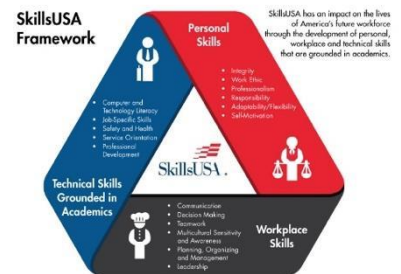 SkillsUSA
Framework
Personal
Skills
SkillsUSA has an impact on the lives
of America's future workforce
through the development of personal,
workplace and technical skills
that are grounded in academics.
• Integrity
• Work Ethic
• Professionalism
• Responsibility
• Adaptability/Flexibility
• Self-Motivation
• Computer and
Technology Literacy
• Job-Specific Skills
• Safety and Health
• Service Orientation
• Professional
Development
SkillsUSA.
Technical Skills
Grounded in
Academics
• Communication
• Decision Making
• Teamwork
• Multicultural Sensitivity
and Awareness
• Planning, Organizing
and Management
• Leadership
Workplace
Skills